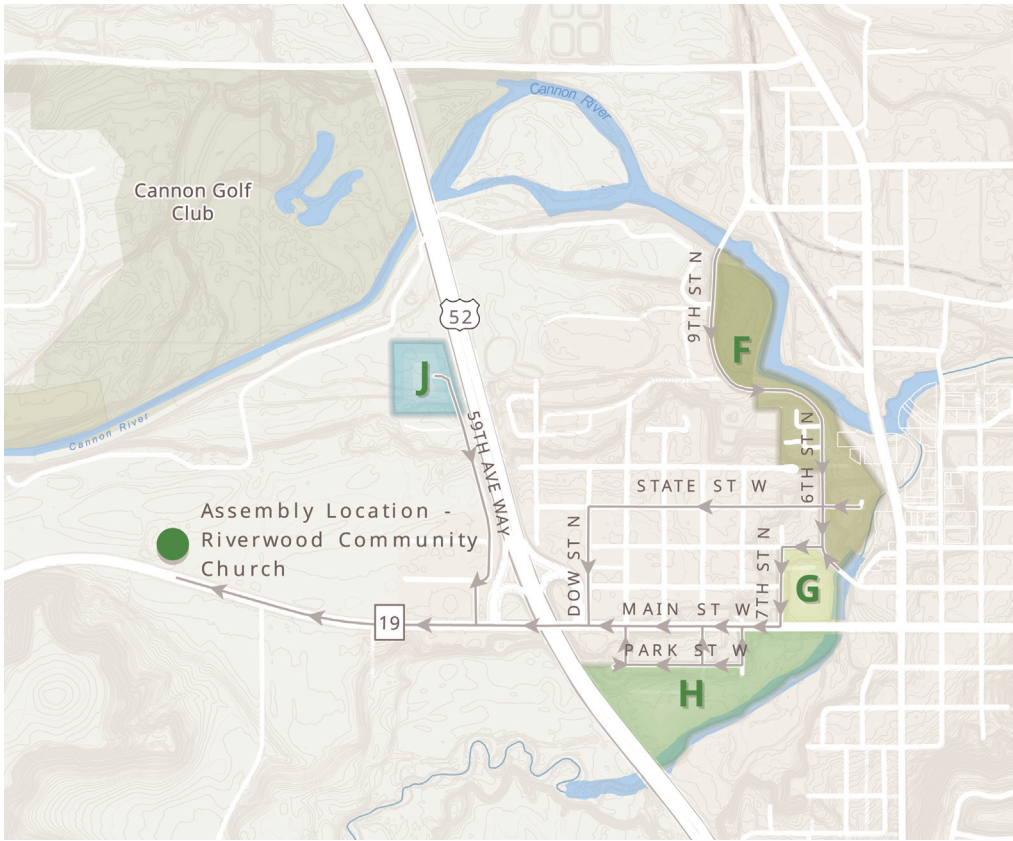 Cannon River
Cannon Golf
Club
9TH ST N
52
F
J
59TH AVE WAY
6TH ST N
Cannon River
STATE ST W
Assembly Location -
Riverwood Community
Church
DOW ST N
7TH ST N
G
MAIN ST W
19
PARK ST W
H